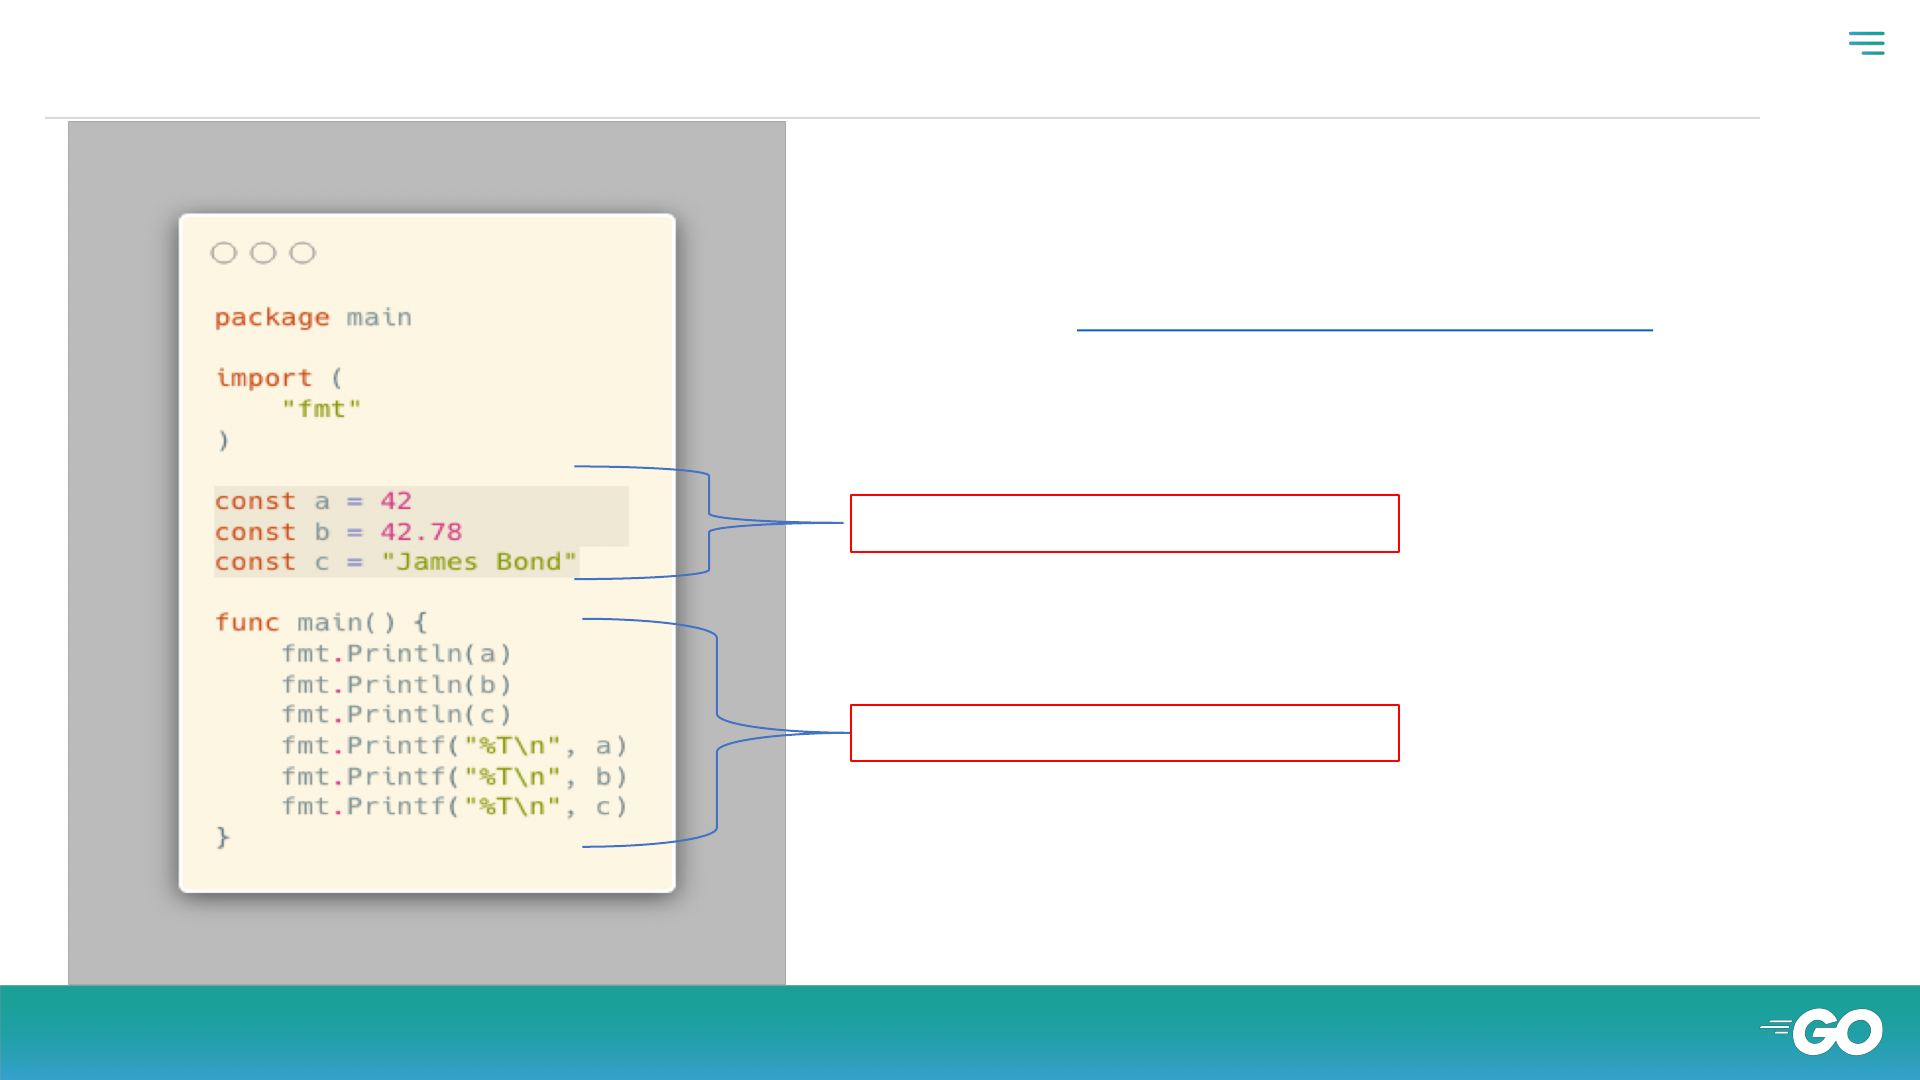 package main
import (
"fmt"
)
const a = 42
const b = 42.78
const c = "James Bond"
func main() {
fmt.Println(a)
fmt.Println(b)
fmt.Println(c)
fmt.Printf("%T\n", a)
fmt.Printf("%T\n", b)
fmt.Printf("%T\n", c)
}
GO